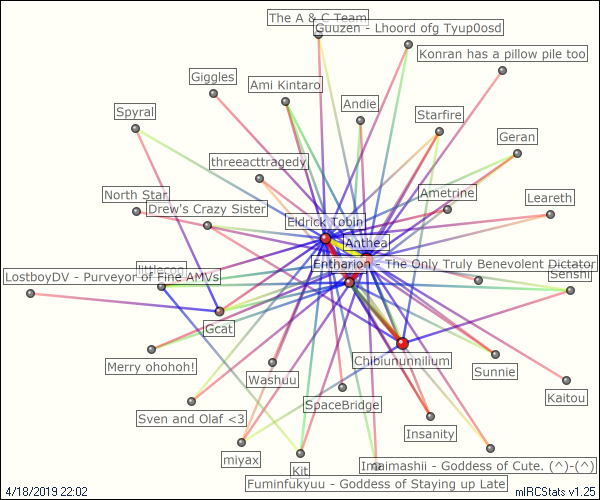 The A & C Team
Guuzen - Lhoord ofg Tyup0osd
Konran has a pillow pile too
Giggles
Ami Kintaro
Andie
Spyral
Starfire
Geran
threeacttragedy
North Star
Drew's Crazy Sister
Ametrine
Leareth
Eldrick Tobin
Anthea
Entharion - The Only Truly Benevolent Dictator
Senshi
LostboyDV - Purveyor of Fine AMVs
Gcat
Merry ohohoh!
Chibiununnilium
Sunnie
Washuu
Kaitou
SpaceBridge
Sven and Olaf <3
Insanity
miyax
Kit
Imaimashii - Goddess of Cute. (^)-(^)
Fuminfukyuu - Goddess of Staying up Late
4/18/2019 22:02
mIRCStats v1.25